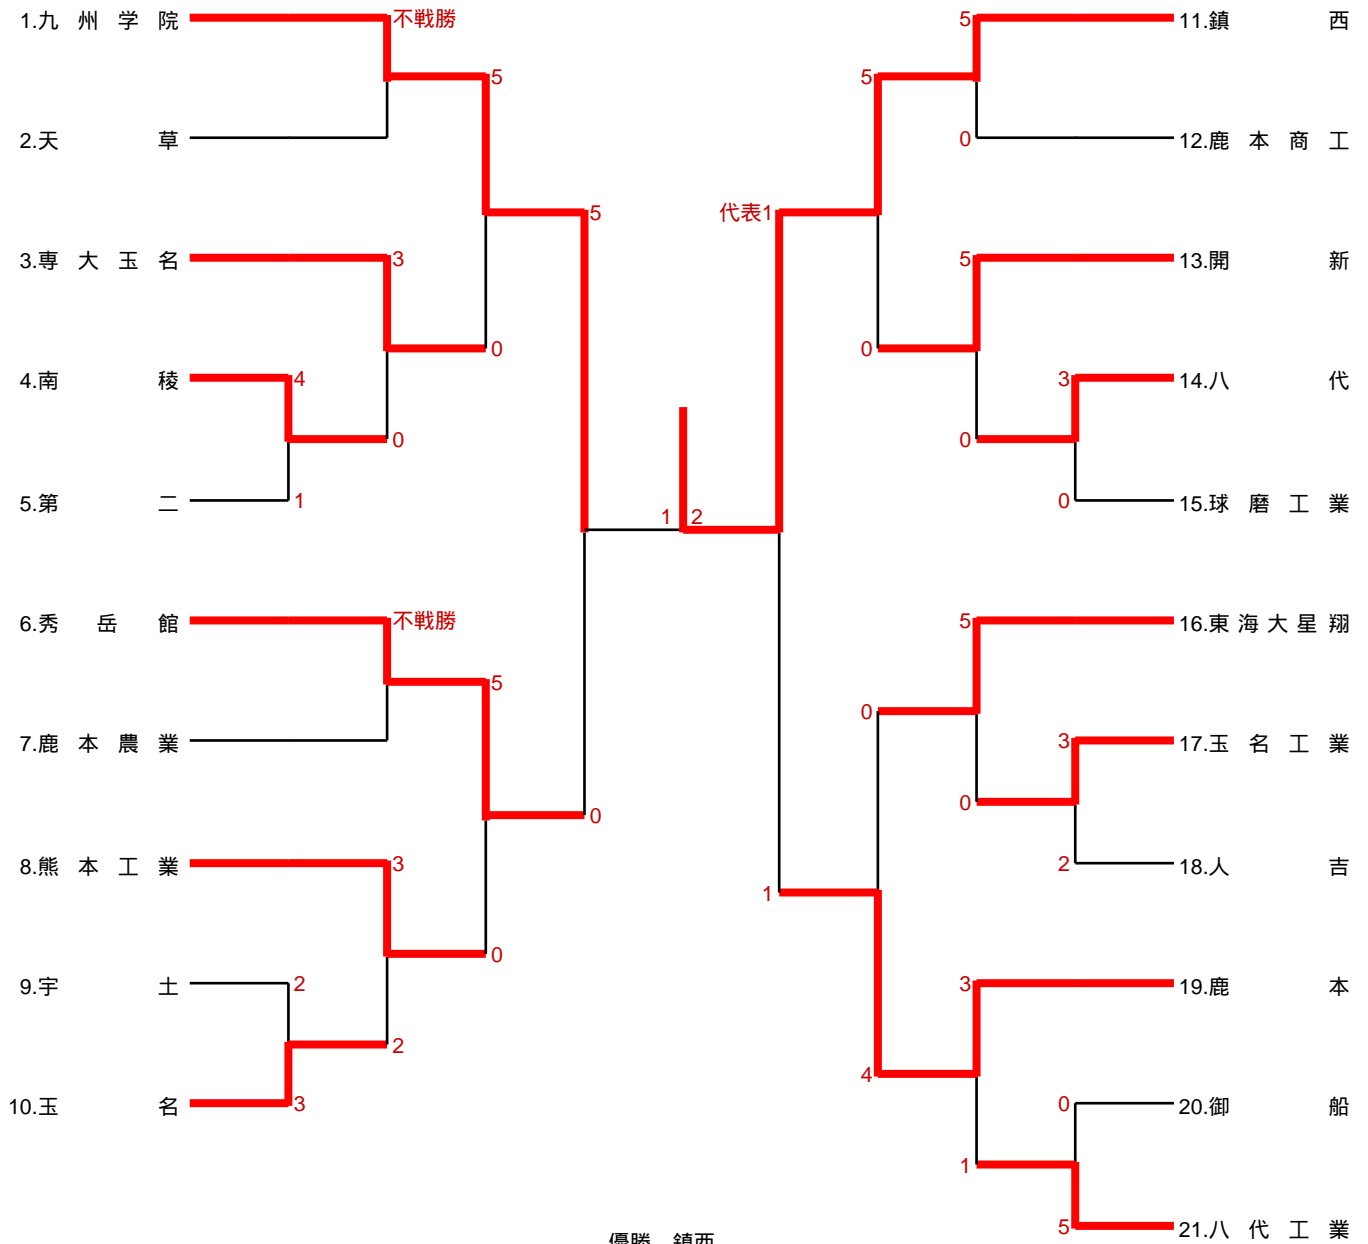 1.九州学院
不戦勝
5
2.天草
5
3.専大玉名
3
0
4.南稜
4
0
5.第二
1
1
6.秀岳館
不戦勝
5
7.鹿本農業
0
8.熊本工業
3
0
9.宇土
2
2
10.玉名
3
5
11.鎮西
5
0
12.鹿本商工
代表1
5
13.開新
0
3
14.八代
0
0
15.球磨工業
2
5
16.東海大星翔
0
3
17.玉名工業
0
2
18.人吉
1
3
19.鹿本
4
0
20.御船
1
5
21.八代工業
優勝 鎮西